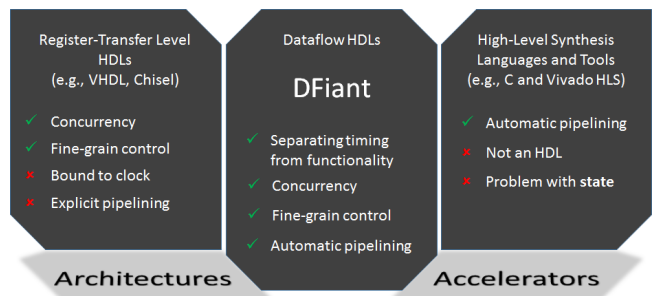 Register-Transfer Level
HDLs
(e.g., VHDL, Chisel)
✓ Concurrency
✓ Fine-grain control
✗ Bound to clock
✗ Explicit pipelining
Dataflow HDLs
DFiant
✓ Separating timing
from functionality
✓ Concurrency
✓ Fine-grain control
✓ Automatic pipelining
High-Level Synthesis
Languages and Tools
(e.g., C and Vivado HLS)
✓ Automatic pipelining
✗ Not an HDL
✗ Problem with state
Architectures
Accelerators